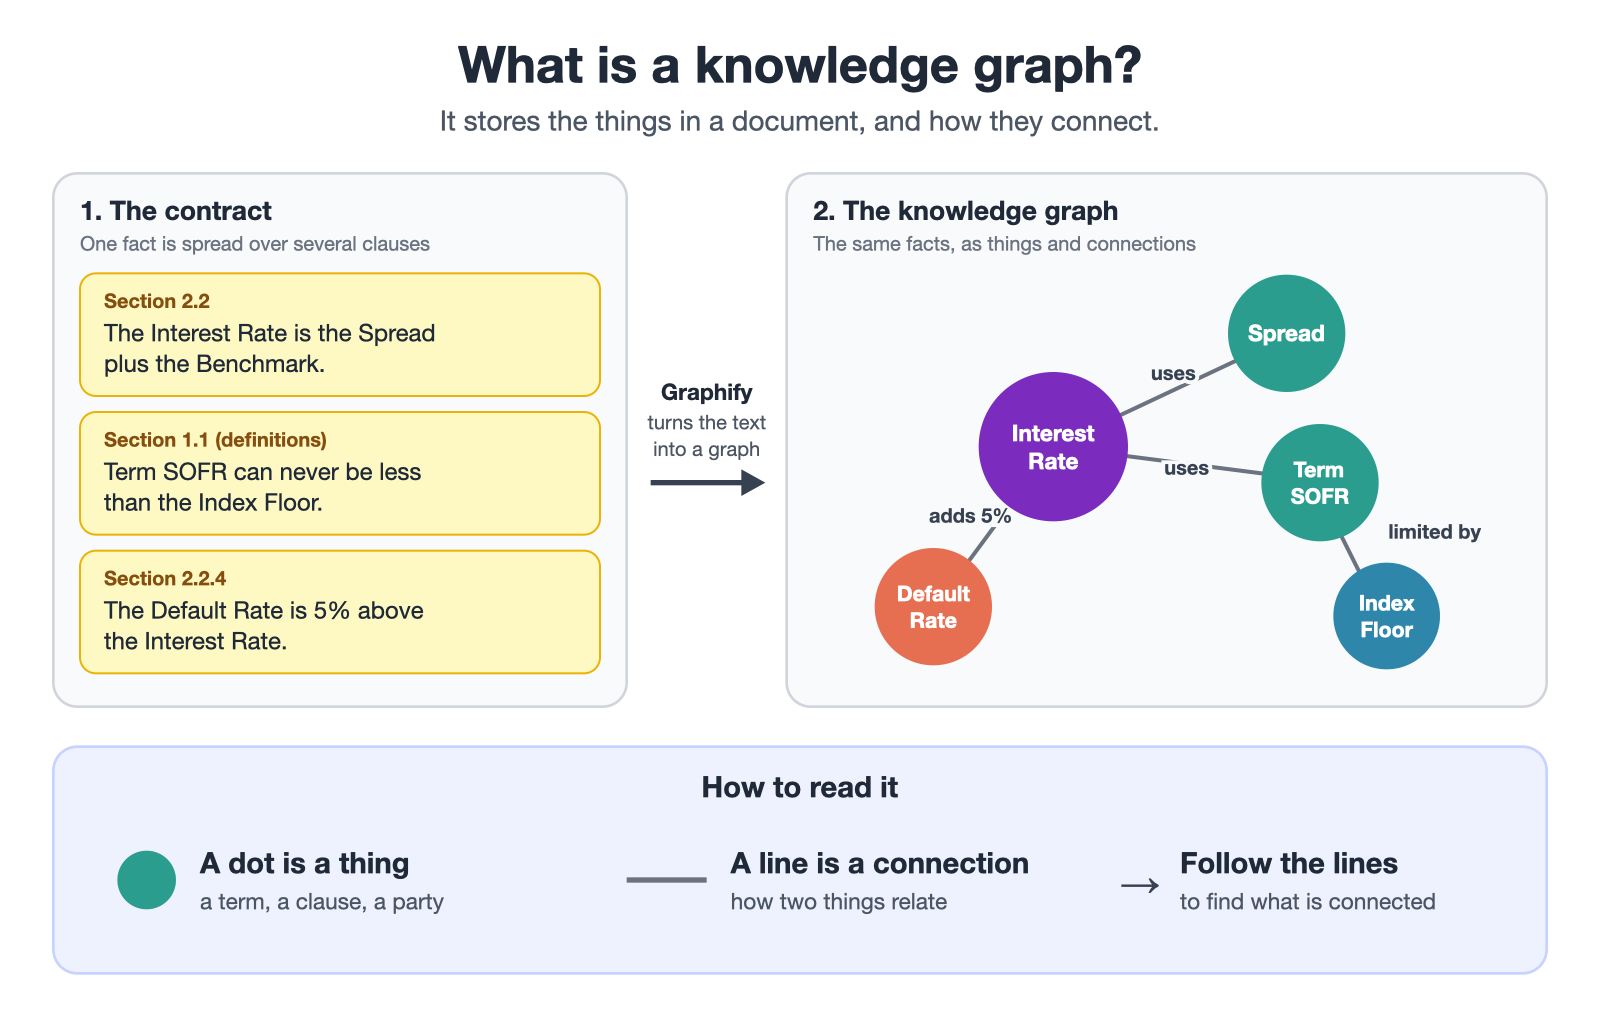 What is a knowledge graph?
It stores the things in a document, and how they connect.
1. The contract
One fact is spread over several clauses
Section 2.2
The Interest Rate is the Spread
plus the Benchmark.
Section 1.1 (definitions)
Term SOFR can never be less
than the Index Floor.
Section 2.2.4
The Default Rate is 5% above
the Interest Rate.
Graphify
turns the text
into a graph
2. The knowledge graph
The same facts, as things and connections
Spread
uses
Interest
Rate
uses
Term
SOFR
adds 5%
limited by
Default
Rate
Index
Floor
How to read it
A dot is a thing
a term, a clause, a party
A line is a connection
how two things relate
→
Follow the lines
to find what is connected